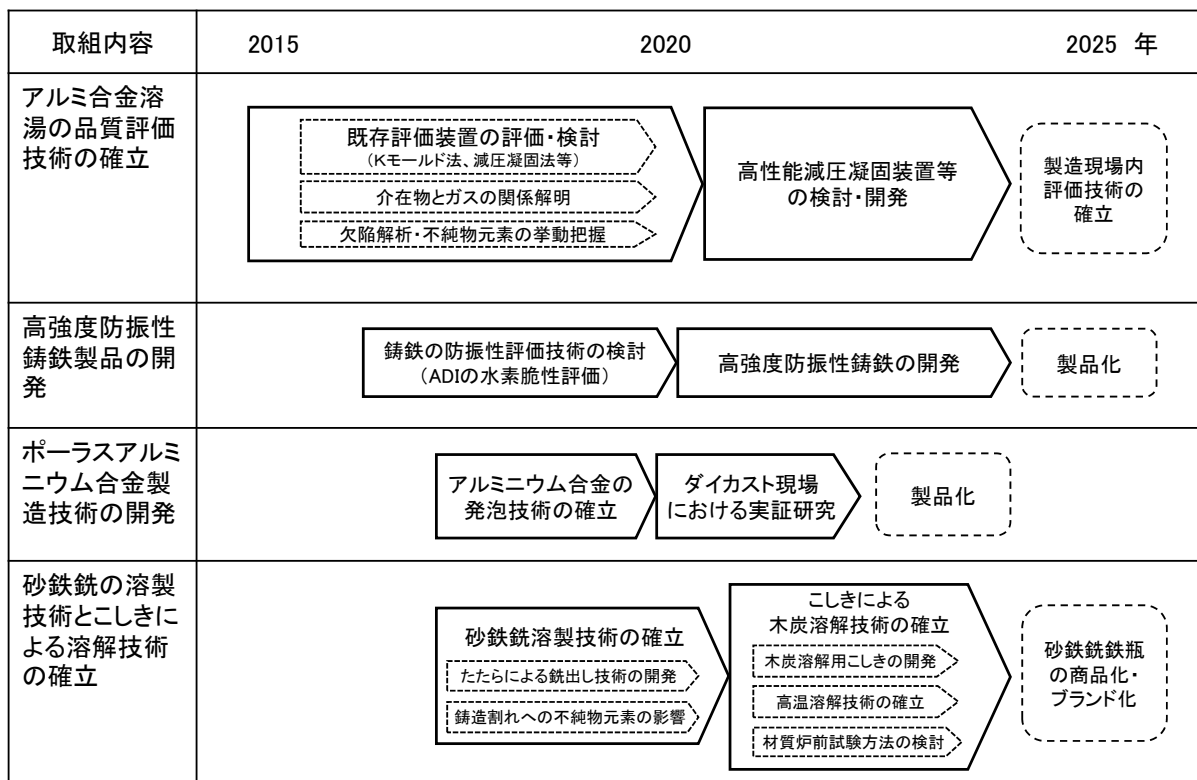 取組内容
2015
2020
2025 年
アルミ合金溶
湯の品質評価
技術の確立
既存評価装置の評価・検討
(Kモールド法、減圧凝固法等)
介在物とガスの関係解明
欠陥解析・不純物元素の挙動把握
高性能減圧凝固装置等
の検討・開発
製造現場内
評価技術の
確立
高強度防振性
鋳鉄製品の開
発
鋳鉄の防振性評価技術の検討
(ADIの水素脆性評価)
高強度防振性鋳鉄の開発
製品化
ポーラスアルミ
ニウム合金製
造技術の開発
アルミニウム合金の
発泡技術の確立
ダイカスト現場
における実証研究
製品化
砂鉄銑の溶製
技術とこしきに
よる溶解技術
の確立
砂鉄銑溶製技術の確立
たたらによる銑出し技術の開発
鋳造割れへの不純物元素の影響
こしきによる
木炭溶解技術の確立
木炭溶解用こしきの開発
高温溶解技術の確立
材質炉前試験方法の検討
砂鉄銑鉄瓶
の商品化・
ブランド化